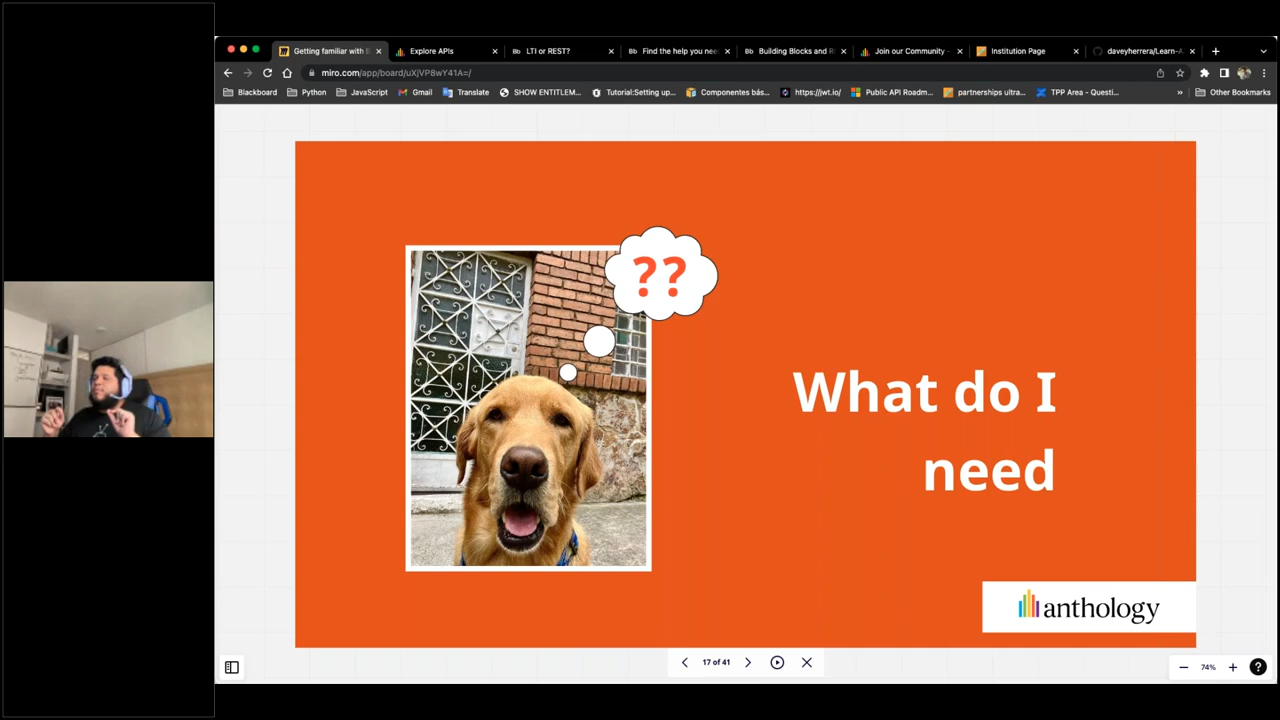 Getting familiar with
Explore APIs
LTI or REST?
Find the help you
Building Blocks and
Join our Community -
Institution Page
daveyherrera/Learn-
miro.com/app/board/uXjVP8wY41A=/
Blackboard
Python
JavaScript
Gmail
Translate
SHOW ENTITLEM...
Tutorial:Setting up...
Componentes bás...
https://jwt.io/
Public API Roadm...
partnerships ultra...
TPP Area - Questi...
»
Other Bookmarks
??
What do I
need
anthology
17 of 41
74%
?